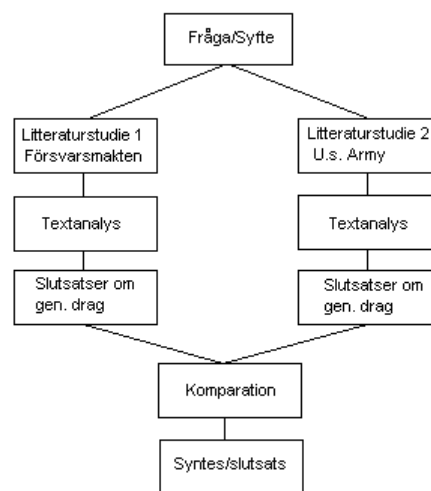 Fråga/Syfte
Litteraturstudie 1
Försvarsmakten
Textanalys
Slutsatser om
gen. drag
Litteraturstudie 2
U.s. Army
Textanalys
Slutsatser om
gen. drag
Komparation
Syntes/slutsats